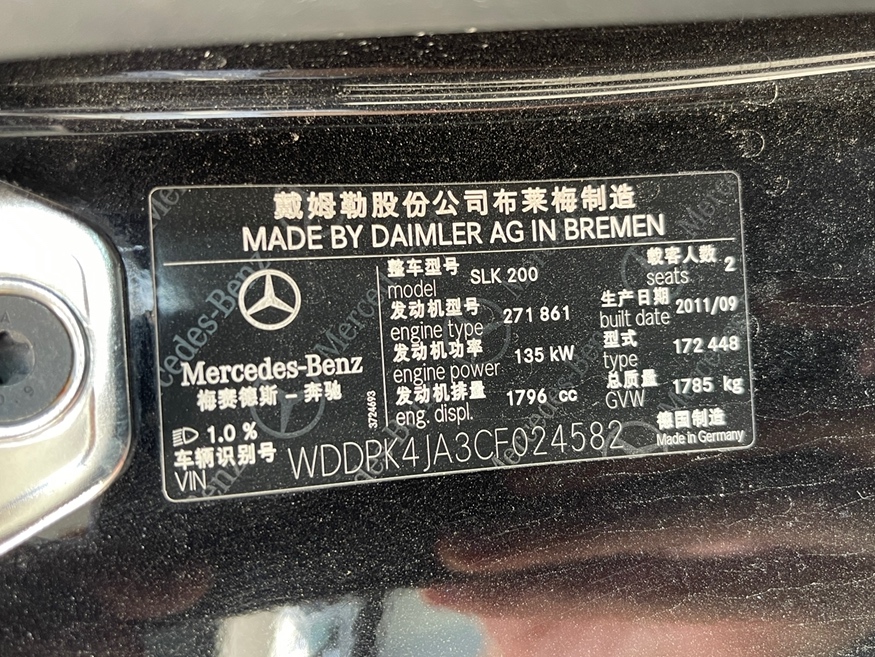 戴姆勒股份公司布莱梅制造
MADE BY DAIMLER AG IN BREMEN
Mercedes-Benz
梅赛德斯－奔驰
3724693
整车型号 SLK 200
model
载客人数 2
seats
发动机型号 271 861
engine type
生产日期 2011/09
built date
发动机功率 135 kW
engine power
型式 172 448
type
发动机排量 1796 cc
eng. displ.
总质量 1785 kg
GVW
1.0 %
车辆识别号 WDDPK4JA3CF024582
VIN
德国制造
Made in Germany